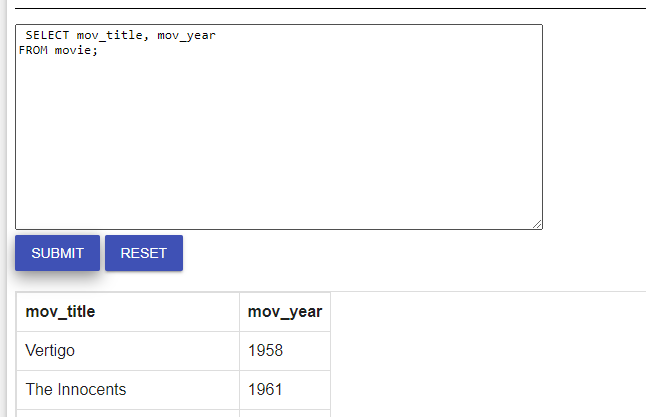 SELECT mov_title, mov_year
FROM movie;
SUBMIT RESET
mov_title mov_year
Vertigo 1958
The Innocents 1961